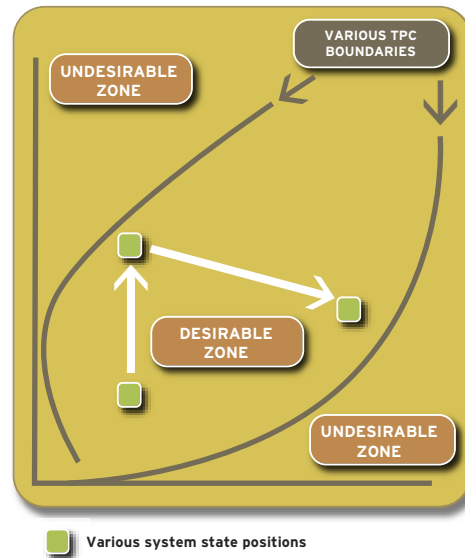 VARIOUS TPC
BOUNDARIES
UNDESIRABLE
ZONE
DESIRABLE
ZONE
UNDESIRABLE
ZONE
Various system state positions